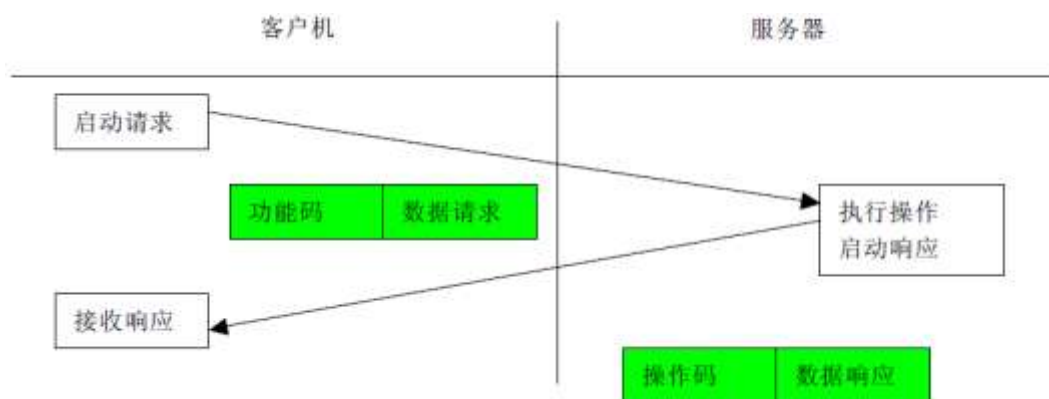 客户机
服务器
启动请求
功能码 数据请求
执行操作
启动响应
接收响应
操作码 数据响应